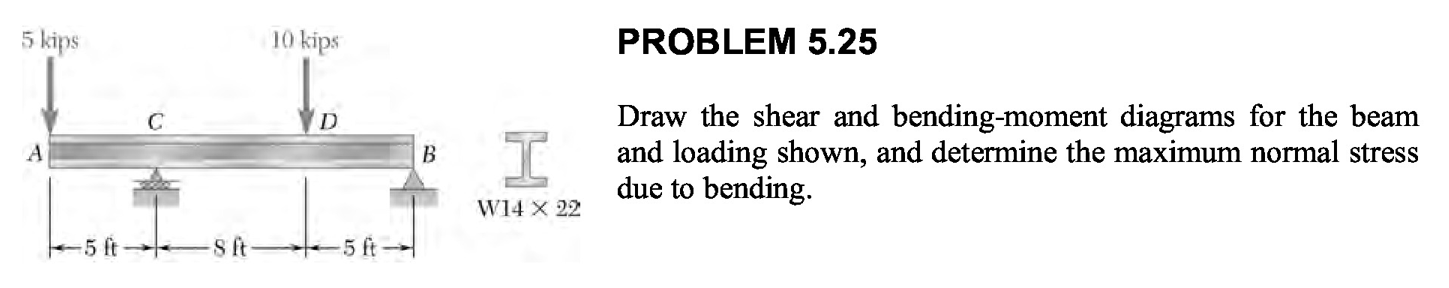 5 kips
10 kips
C
D
A
B
W14 × 22
5 ft
8 ft
5 ft
PROBLEM 5.25
Draw the shear and bending-moment diagrams for the beam
and loading shown, and determine the maximum normal stress
due to bending.